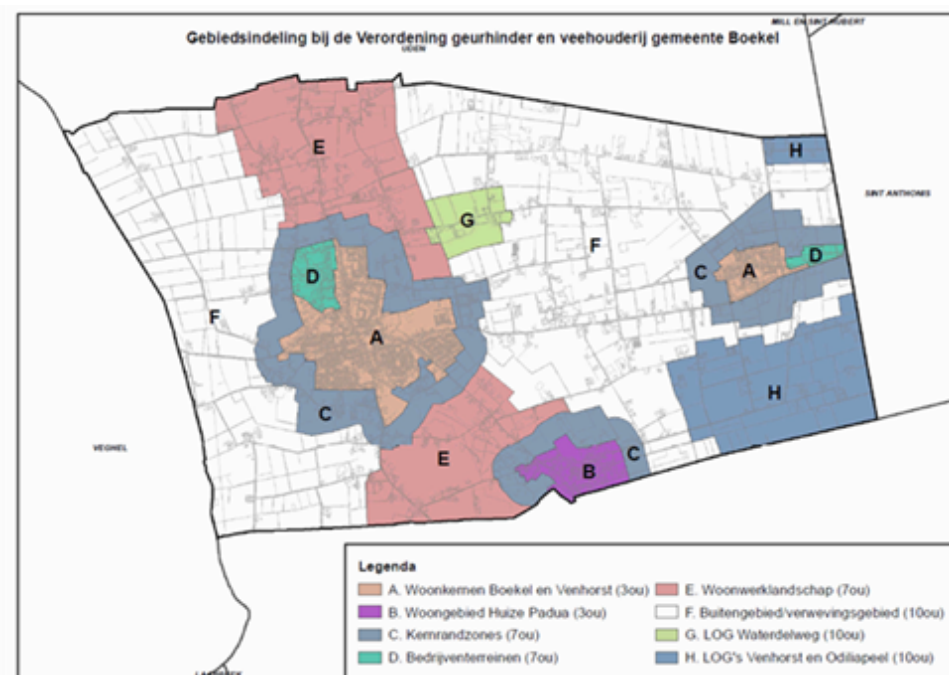 MILL EN SINT HUBERT
Gebiedsindeling bij de Verordening geurhinder en veehouderij gemeente Boekel
UDEN
E
H
SINT ANTHONIS
G
F
D
C
A
D
F
A
H
C
VEGHEL
E
B
C
Legenda
A. Woonkernen Boekel en Venhorst (3ou)
B. Woongebied Huize Padua (3ou)
C. Kernrandzones (7ou)
D. Bedrijventerreinen (7ou)
E. Woonwerklandschap (7ou)
F. Buitengebied/verwevingsgebied (10ou)
G. LOG Waterdelweg (10ou)
H. LOG's Venhorst en Odiliapeel (10ou)